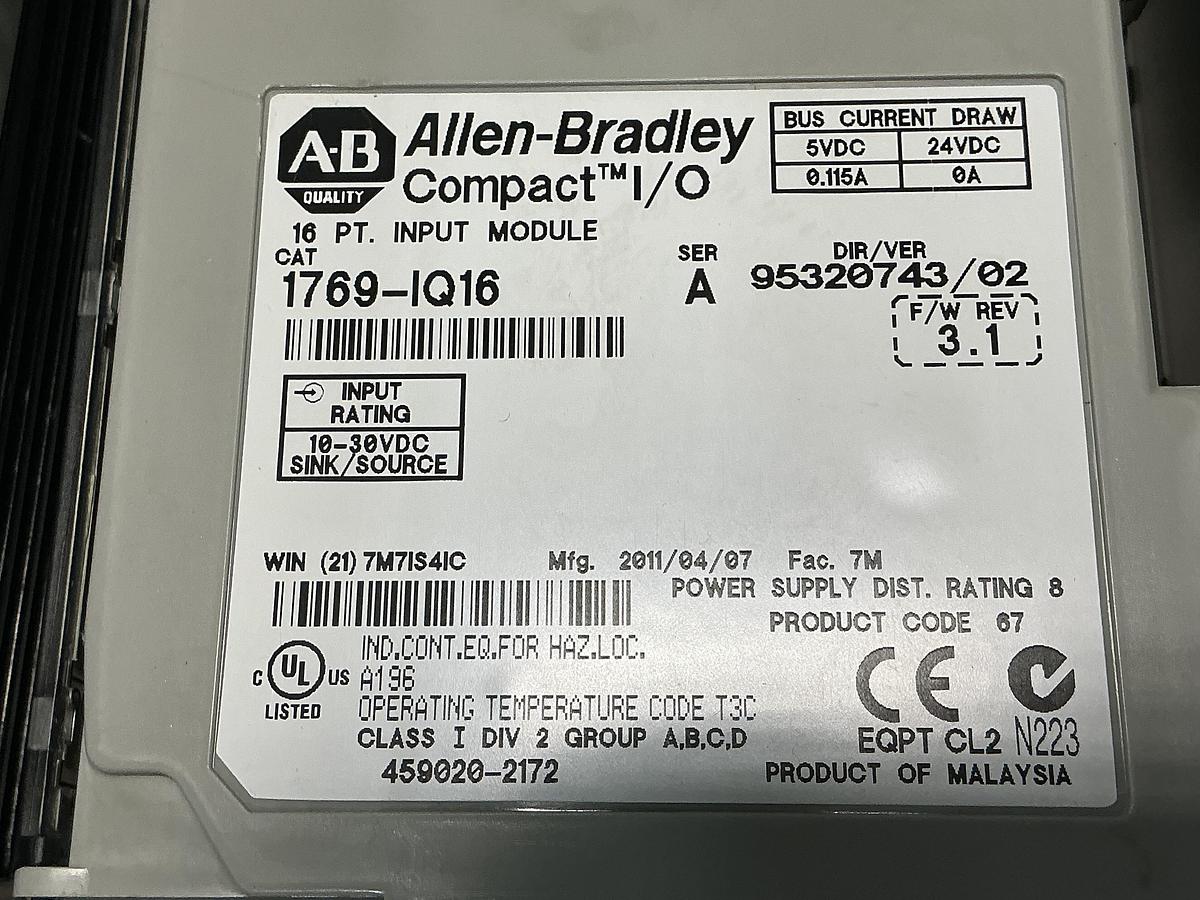 A-B
QUALITY
Allen-Bradley
Compact™ I/O
BUS CURRENT DRAW
5VDC 24VDC
0.115A 0A
16 PT. INPUT MODULE
CAT
1769-IQ16
SER
A
DIR/VER
95320743/02
F/W REV
3.1
INPUT
RATING
10-30VDC
SINK/SOURCE
WIN (21) 7M7IS4IC Mfg. 2011/04/07 Fac. 7M
POWER SUPPLY DIST. RATING 8
PRODUCT CODE 67
IND.CONT.EQ.FOR HAZ.LOC.
A196
OPERATING TEMPERATURE CODE T3C
CLASS I DIV 2 GROUP A,B,C,D
459020-2172
C UL US
LISTED
CE
EQPT CL2 N223
PRODUCT OF MALAYSIA